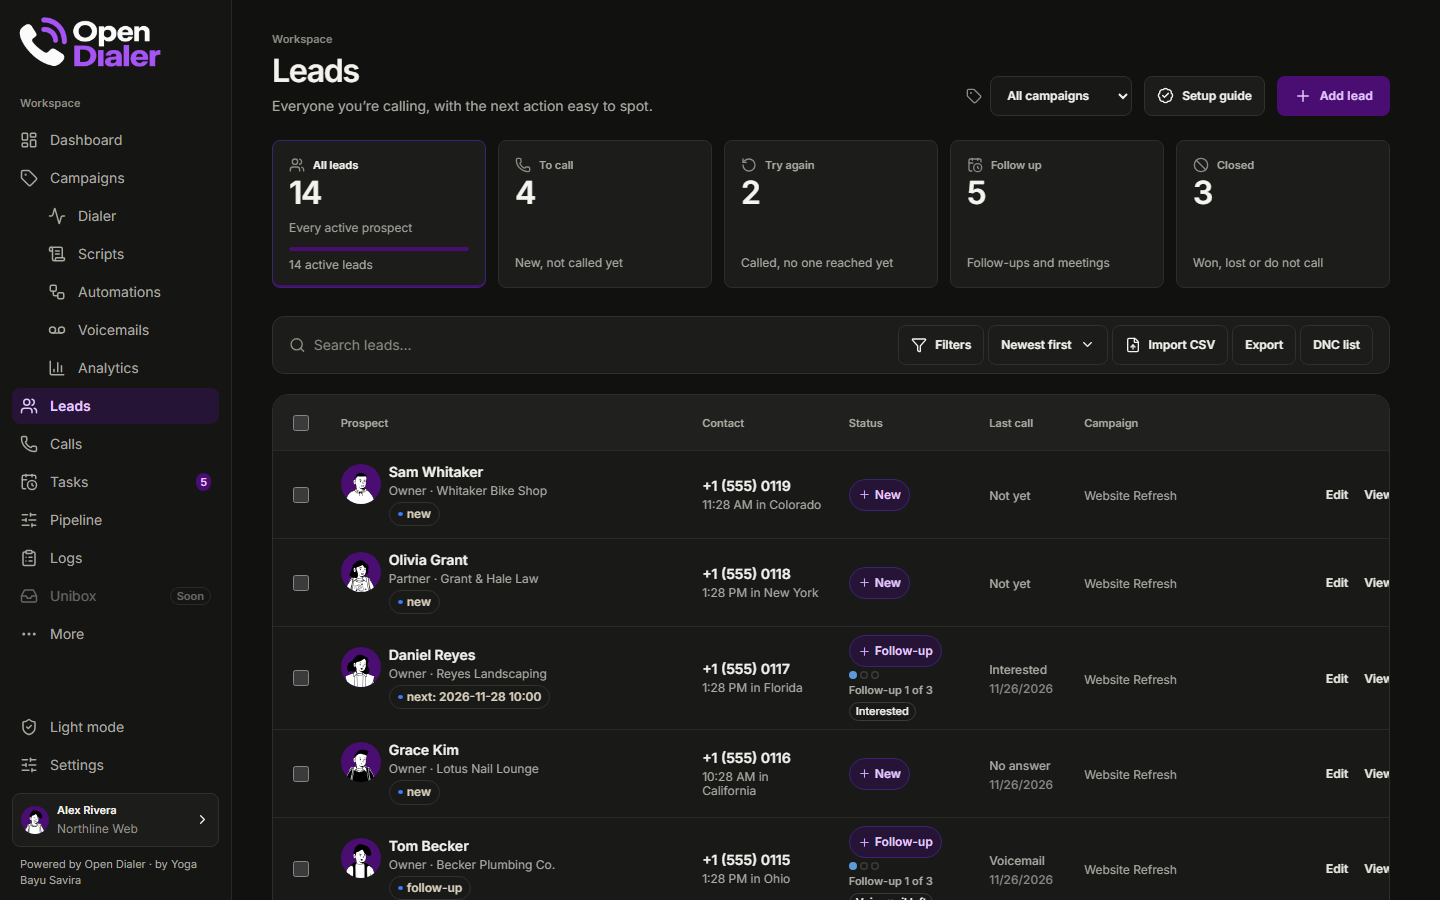 Open
Dialer
Workspace
Dashboard
Campaigns
Dialer
Scripts
Automations
Voicemails
Analytics
Leads
Calls
Tasks 5
Pipeline
Logs
Unibox Soon
More
Light mode
Settings
Alex Rivera
Northline Web
Powered by Open Dialer · by Yoga
Bayu Savira
Workspace
Leads
Everyone you're calling, with the next action easy to spot.
All campaigns
Setup guide
Add lead
All leads
14
Every active prospect
14 active leads
To call
4
New, not called yet
Try again
2
Called, no one reached yet
Follow up
5
Follow-ups and meetings
Closed
3
Won, lost or do not call
Search leads...
Filters
Newest first
Import CSV
Export
DNC list
Prospect Contact Status Last call Campaign
Sam Whitaker
Owner · Whitaker Bike Shop
new
+1 (555) 0119
11:28 AM in Colorado
New
Not yet
Website Refresh
Edit View
Olivia Grant
Partner · Grant & Hale Law
new
+1 (555) 0118
1:28 PM in New York
New
Not yet
Website Refresh
Edit View
Daniel Reyes
Owner · Reyes Landscaping
next: 2026-11-28 10:00
+1 (555) 0117
1:28 PM in Florida
Follow-up
Follow-up 1 of 3
Interested
Interested
11/26/2026
Website Refresh
Edit View
Grace Kim
Owner · Lotus Nail Lounge
new
+1 (555) 0116
10:28 AM in
California
New
No answer
11/26/2026
Website Refresh
Edit View
Tom Becker
Owner · Becker Plumbing Co.
follow-up
+1 (555) 0115
1:28 PM in Ohio
Follow-up
Follow-up 1 of 3
Voicemail
11/26/2026
Website Refresh
Edit View